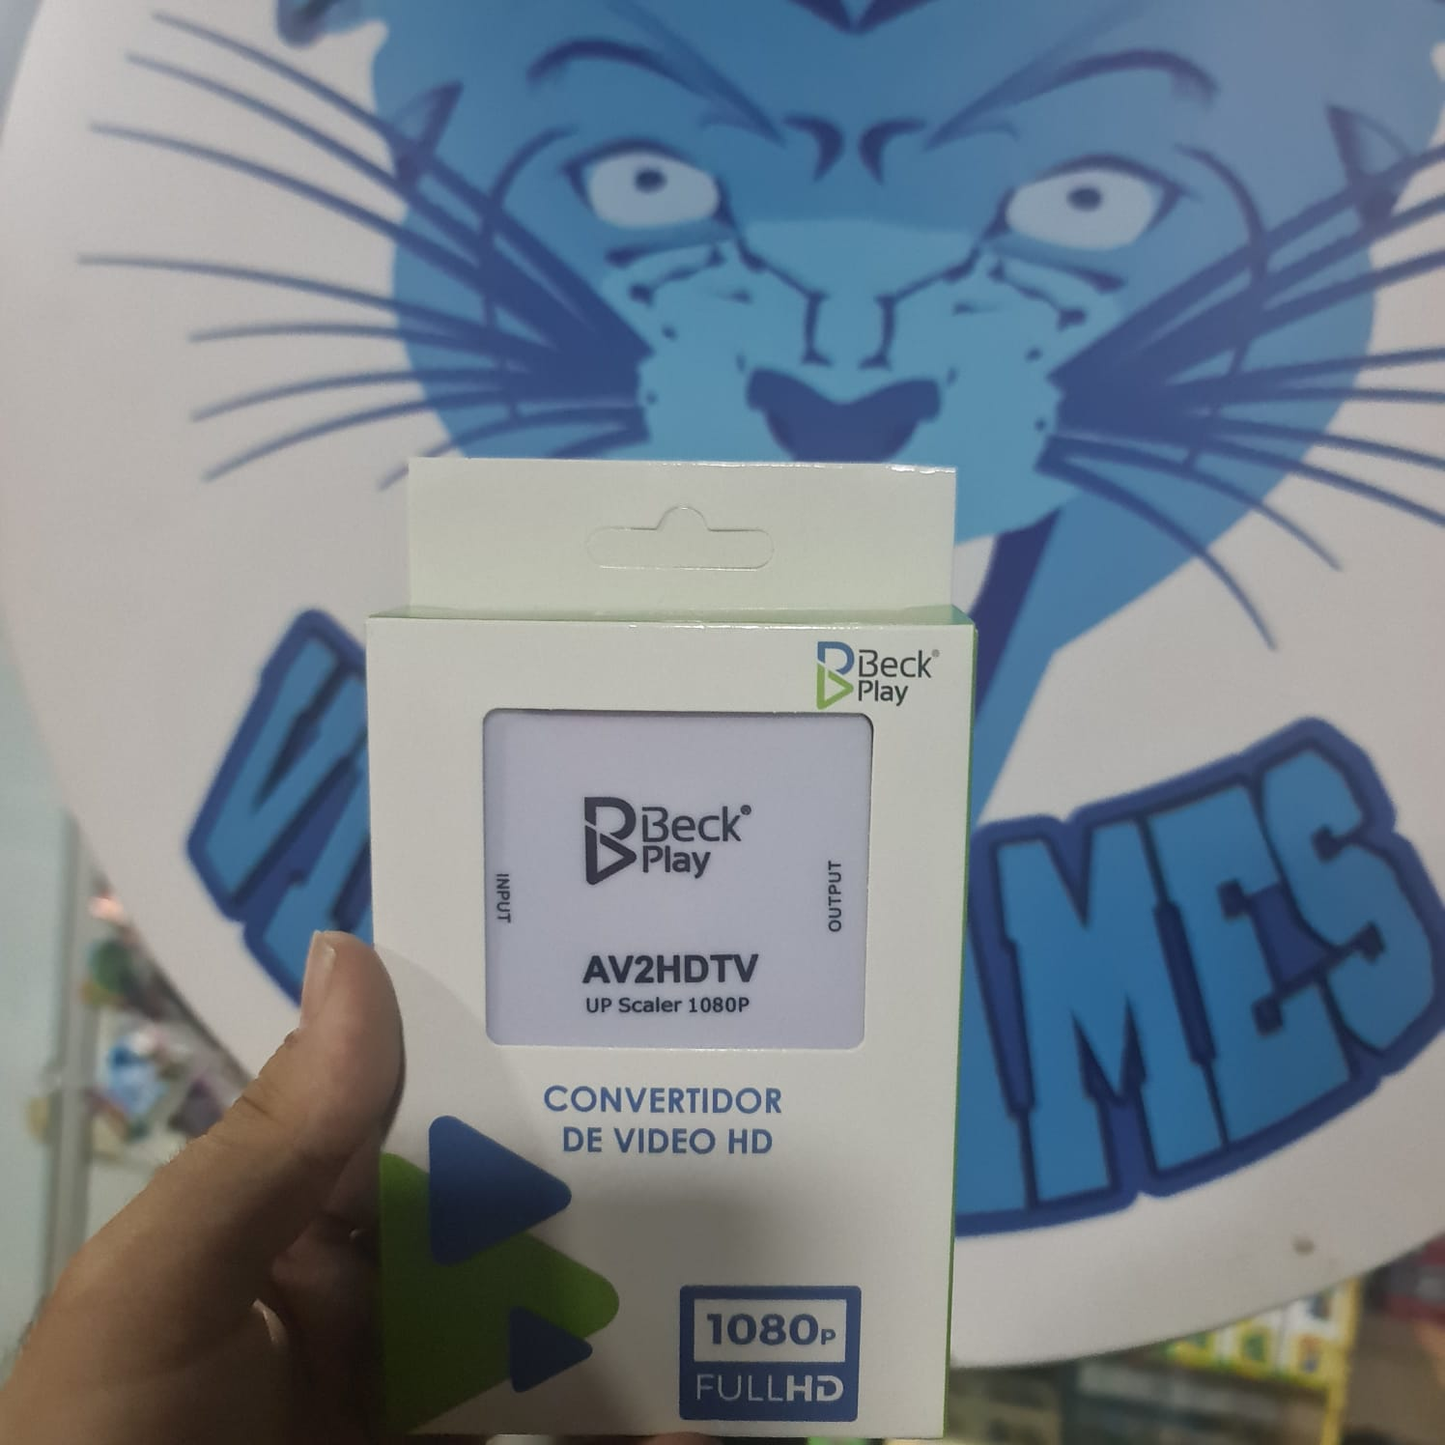 Beck®
Play
Beck®
Play
INPUT
OUTPUT
AV2HDTV
UP Scaler 1080P
CONVERTIDOR
DE VIDEO HD
1080P
FULLHD